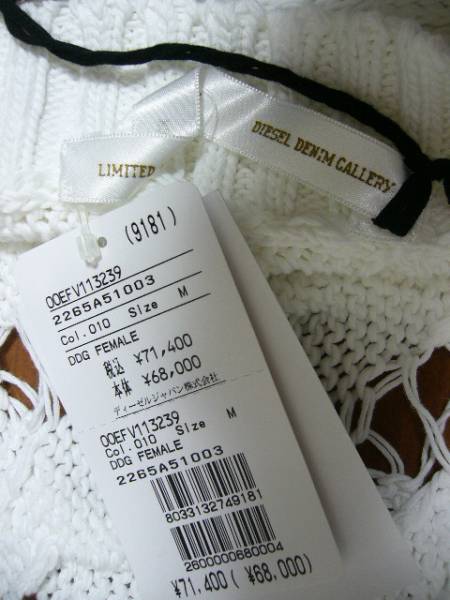 DIESEL DENIM GALLERY
LIMITED
(9181)
00EFV113239
2265A51003
Col.010 Size M
DDG FEMALE
税込 ¥71,400
本体 ¥68,000
ディーゼルジャパン株式会社
00EFV113239
Col.010 Size M
DDG FEMALE
2265A51003
8033132749181
2600000680004
¥71,400(¥68,000)